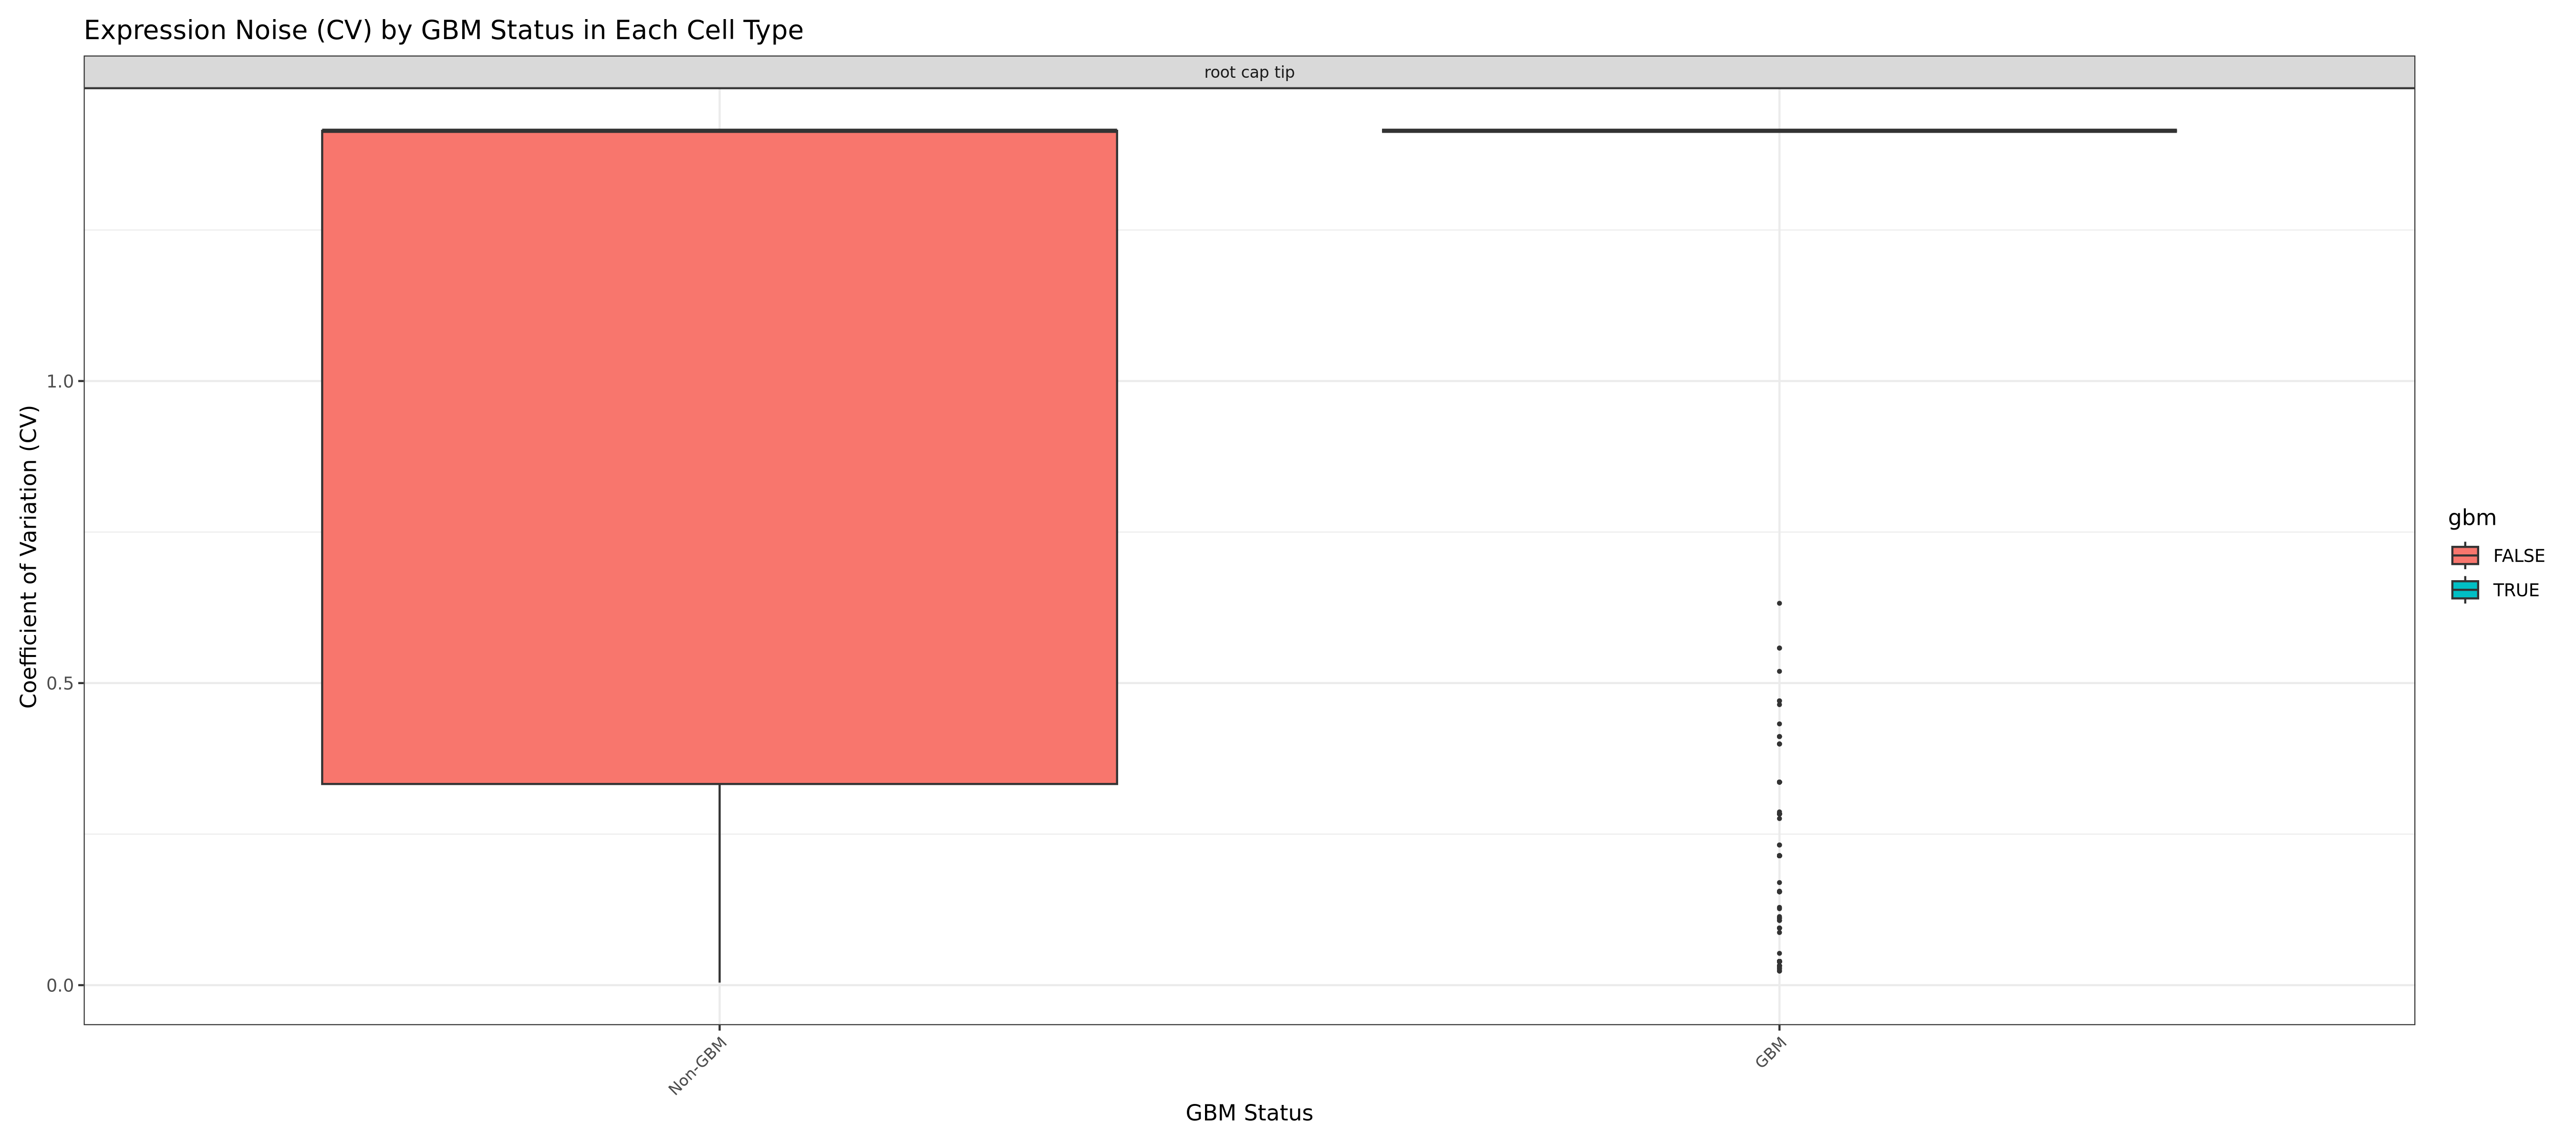 Expression Noise (CV) by GBM Status in Each Cell Type
root cap tip
Coefficient of Variation (CV)
1.0
0.5
0.0
Non-GBM
GBM
GBM Status
gbm
FALSE
TRUE